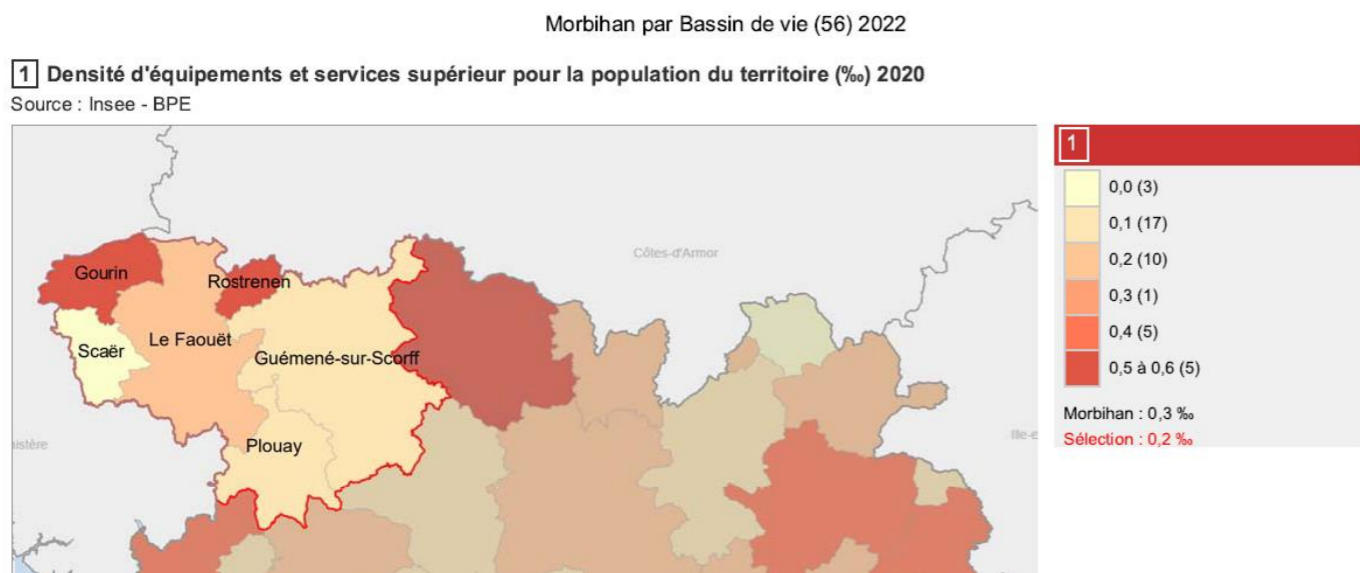 Morbihan par Bassin de vie (56) 2022
1 Densité d'équipements et services supérieur pour la population du territoire (‰) 2020
Source : Insee - BPE
1
0,0 (3)
0,1 (17)
0,2 (10)
0,3 (1)
0,4 (5)
0,5 à 0,6 (5)
Morbihan : 0,3 ‰
Sélection : 0,2 ‰
Côtes-d'Armor
Gourin
Rostrenen
Le Faouët
Scaër
Guémené-sur-Scorff
Plouay
nistère
Ille-e